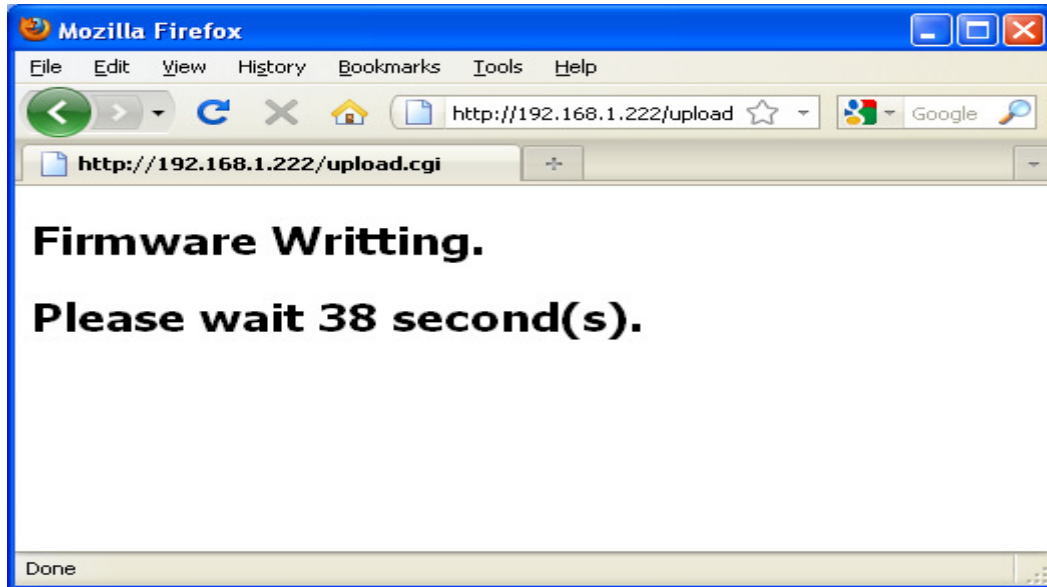 Mozilla Firefox
File Edit View History Bookmarks Tools Help
http://192.168.1.222/upload Google
http://192.168.1.222/upload.cgi
Firmware Writting.
Please wait 38 second(s).
Done